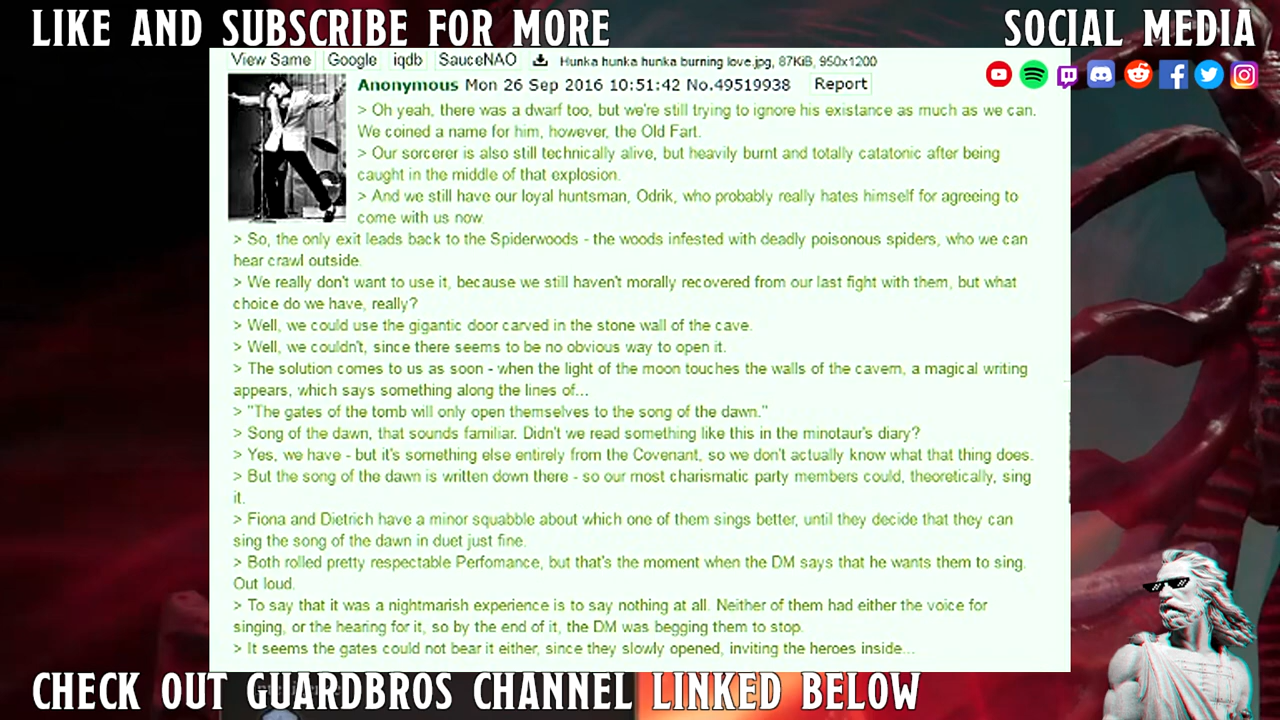 LIKE AND SUBSCRIBE FOR MORE
SOCIAL MEDIA
View Same Google iqdb SauceNAO Hunka hunka hunka burning love.jpg, 87KiB, 950x1200
Anonymous Mon 26 Sep 2016 10:51:42 No.49519938 Report
> Oh yeah, there was a dwarf too, but we're still trying to ignore his existance as much as we can.
We coined a name for him, however, the Old Fart.
> Our sorcerer is also still technically alive, but heavily burnt and totally catatonic after being
caught in the middle of that explosion.
> And we still have our loyal huntsman, Odrik, who probably really hates himself for agreeing to
come with us now.
> So, the only exit leads back to the Spiderwoods - the woods infested with deadly poisonous spiders, who we can
hear crawl outside.
> We really don't want to use it, because we still haven't morally recovered from our last fight with them, but what
choice do we have, really?
> Well, we could use the gigantic door carved in the stone wall of the cave.
> Well, we couldn't, since there seems to be no obvious way to open it.
> The solution comes to us as soon - when the light of the moon touches the walls of the cavern, a magical writing
appears, which says something along the lines of...
> "The gates of the tomb will only open themselves to the song of the dawn."
> Song of the dawn, that sounds familiar. Didn't we read something like this in the minotaur's diary?
> Yes, we have - but it's something else entirely from the Covenant, so we don't actually know what that thing does.
> But the song of the dawn is written down there - so our most charismatic party members could, theoretically, sing
it.
> Fiona and Dietrich have a minor squabble about which one of them sings better, until they decide that they can
sing the song of the dawn in duet just fine.
> Both rolled pretty respectable Perfomance, but that's the moment when the DM says that he wants them to sing.
Out loud.
> To say that it was a nightmarish experience is to say nothing at all. Neither of them had either the voice for
singing, or the hearing for it, so by the end of it, the DM was begging them to stop.
> It seems the gates could not bear it either, since they slowly opened, inviting the heroes inside...
CHECK OUT GUARDBROS CHANNEL LINKED BELOW